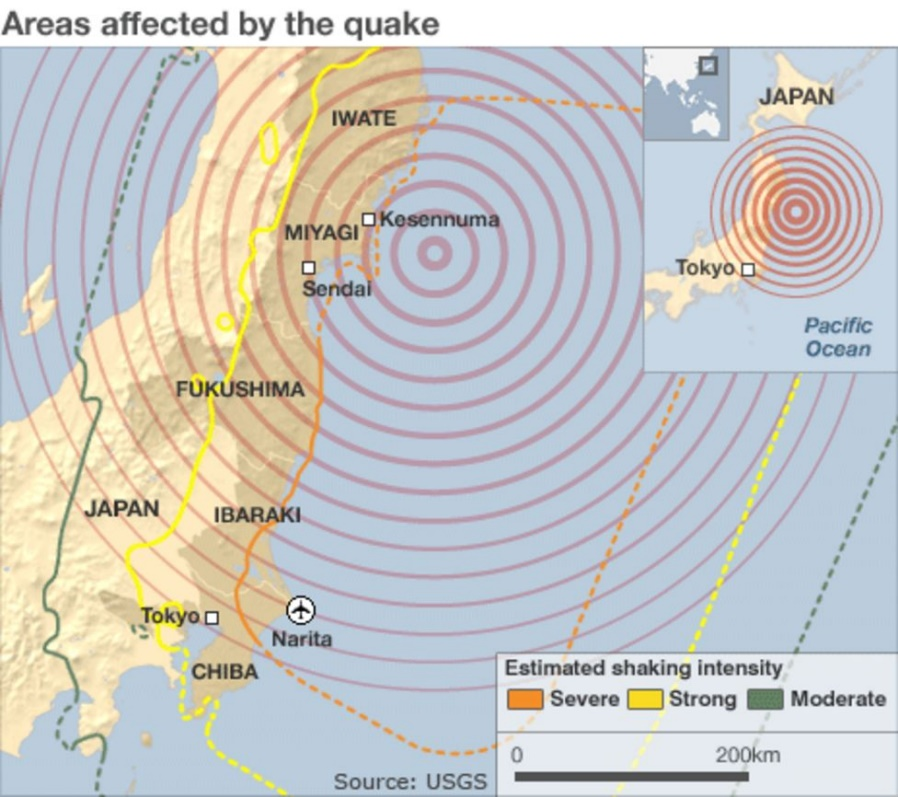 Areas affected by the quake
IWATE
JAPAN
Kesennuma
MIYAGI
Sendai
Tokyo
Pacific
Ocean
FUKUSHIMA
JAPAN
IBARAKI
Tokyo
Narita
CHIBA
Estimated shaking intensity
Severe
Strong
Moderate
0
200km
Source: USGS